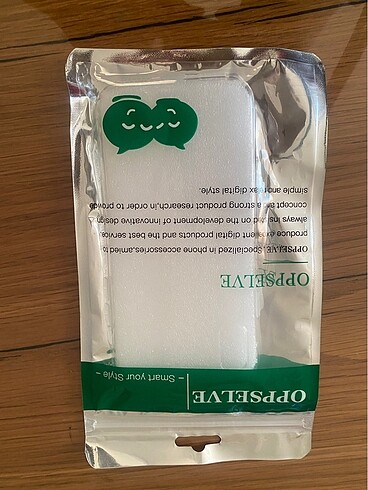 OPPSELVE
– Smart your Style –
OPPSELVE
OPPSELVE,Specialized in phone accessories,amied to
produce excellent digital products and the best service,
always insist on the development of innovative design
concept and a strong product research,in order to provide
simple and relax digital style.